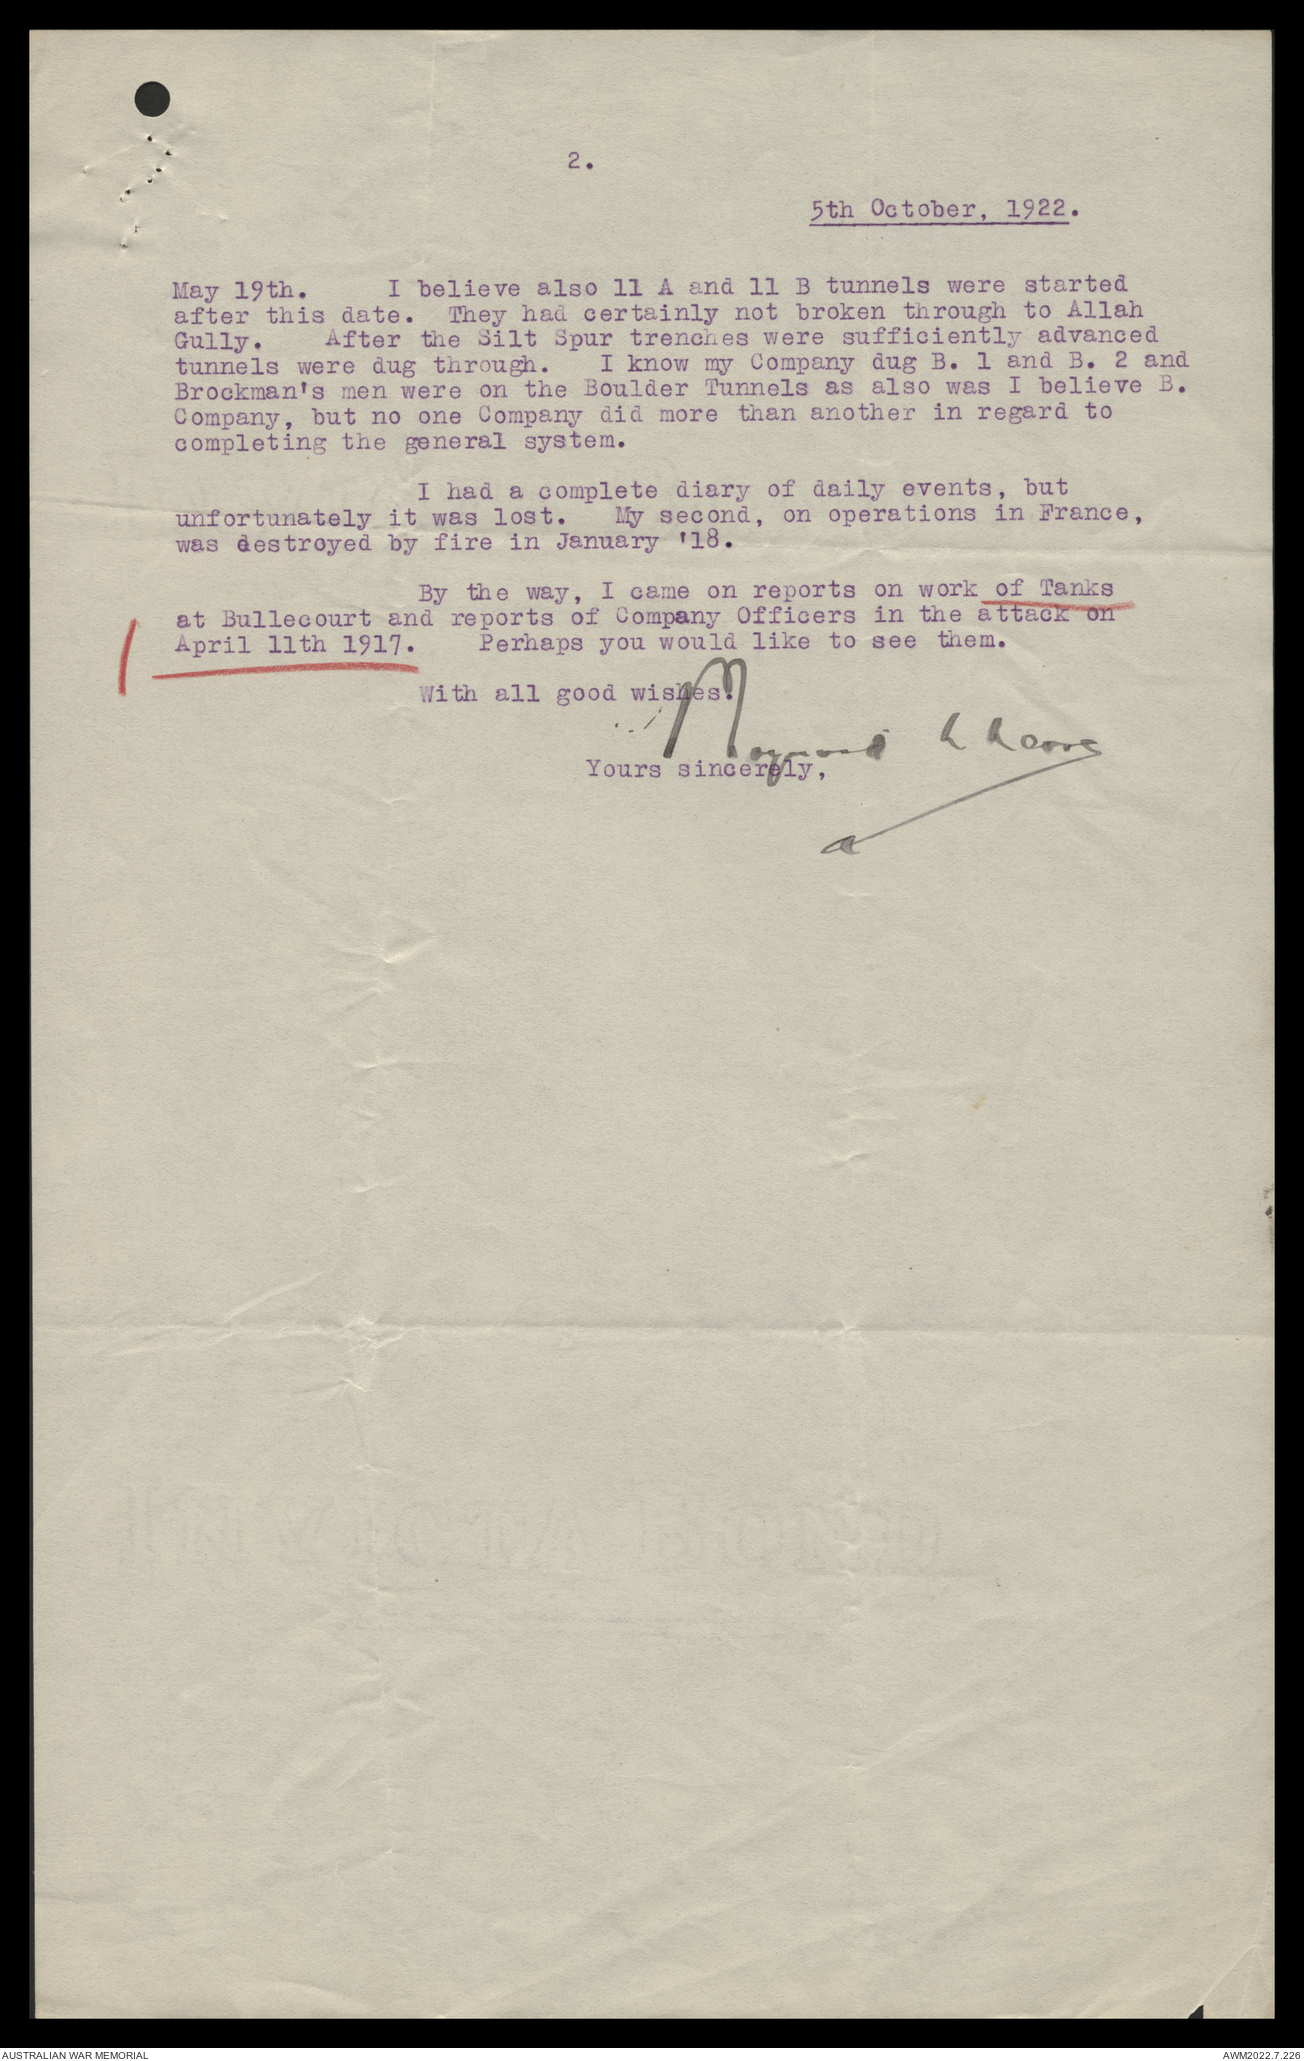 2.
5th October, 1922.
May 19th. I believe also 11 A and 11 B tunnels were started
after this date. They had certainly not broken through to Allah
Gully. After the Silt Spur trenches were sufficiently advanced
tunnels were dug through. I know my Company dug B. 1 and B. 2 and
Brockman's men were on the Boulder Tunnels as also was I believe B.
Company, but no one Company did more than another in regard to
completing the general system.
I had a complete diary of daily events, but
unfortunately it was lost. My second, on operations in France,
was destroyed by fire in January '18.
By the way, I came on reports on work of Tanks
at Bullecourt and reports of Company Officers in the attack on
April 11th 1917. Perhaps you would like to see them.
With all good wishes.
Yours sincerely,
Raymond L Leane
AUSTRALIAN WAR MEMORIAL
AWM2022.7.226